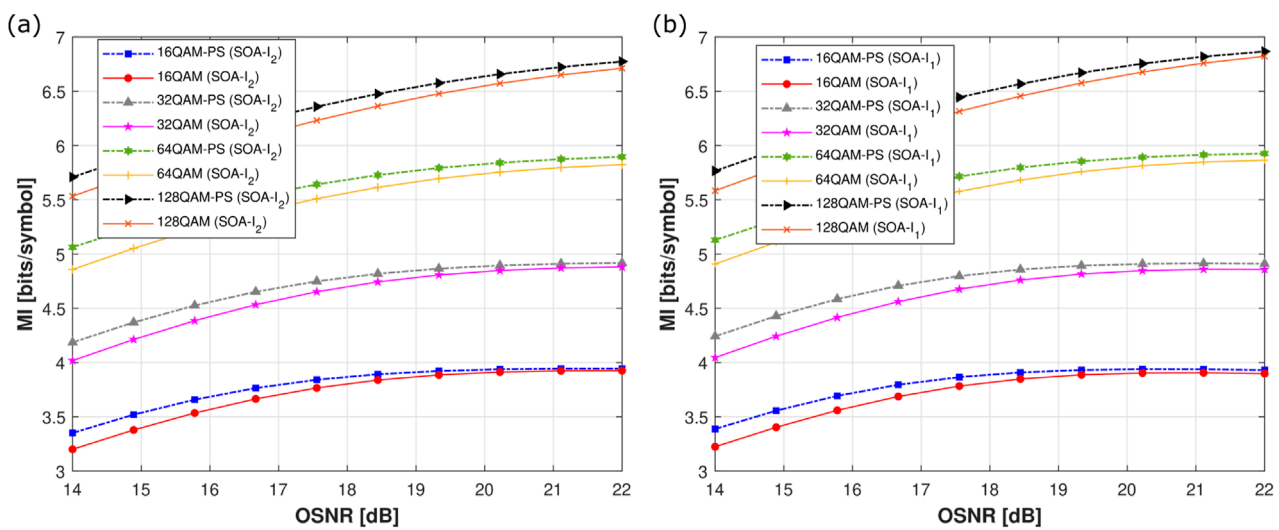 (a)
7
6.5
6
5.5
5
4.5
4
3.5
3
MI [bits/symbol]
16QAM-PS (SOA-I2)
16QAM (SOA-I2)
32QAM-PS (SOA-I2)
32QAM (SOA-I2)
64QAM-PS (SOA-I2)
64QAM (SOA-I2)
128QAM-PS (SOA-I2)
128QAM (SOA-I2)
14 15 16 17 18 19 20 21 22
OSNR [dB]
(b)
7
6.5
6
5.5
5
4.5
4
3.5
3
MI [bits/symbol]
16QAM-PS (SOA-I1)
16QAM (SOA-I1)
32QAM-PS (SOA-I1)
32QAM (SOA-I1)
64QAM-PS (SOA-I1)
64QAM (SOA-I1)
128QAM-PS (SOA-I1)
128QAM (SOA-I1)
14 15 16 17 18 19 20 21 22
OSNR [dB]